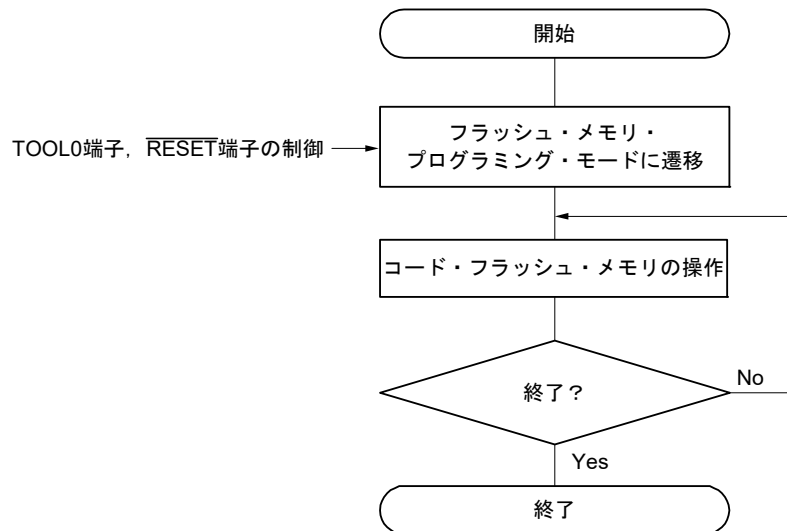 開始
TOOL0端子，RESET端子の制御
フラッシュ・メモリ・
プログラミング・モードに遷移
コード・フラッシュ・メモリの操作
終了？
No
Yes
終了